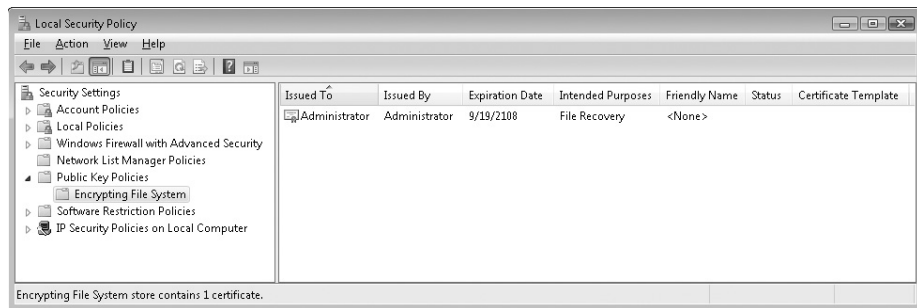 Local Security Policy
File Action View Help
Security Settings
Account Policies
Local Policies
Windows Firewall with Advanced Security
Network List Manager Policies
Public Key Policies
Encrypting File System
Software Restriction Policies
IP Security Policies on Local Computer
Issued To Issued By Expiration Date Intended Purposes Friendly Name Status Certificate Template
Administrator Administrator 9/19/2108 File Recovery <None>
Encrypting File System store contains 1 certificate.